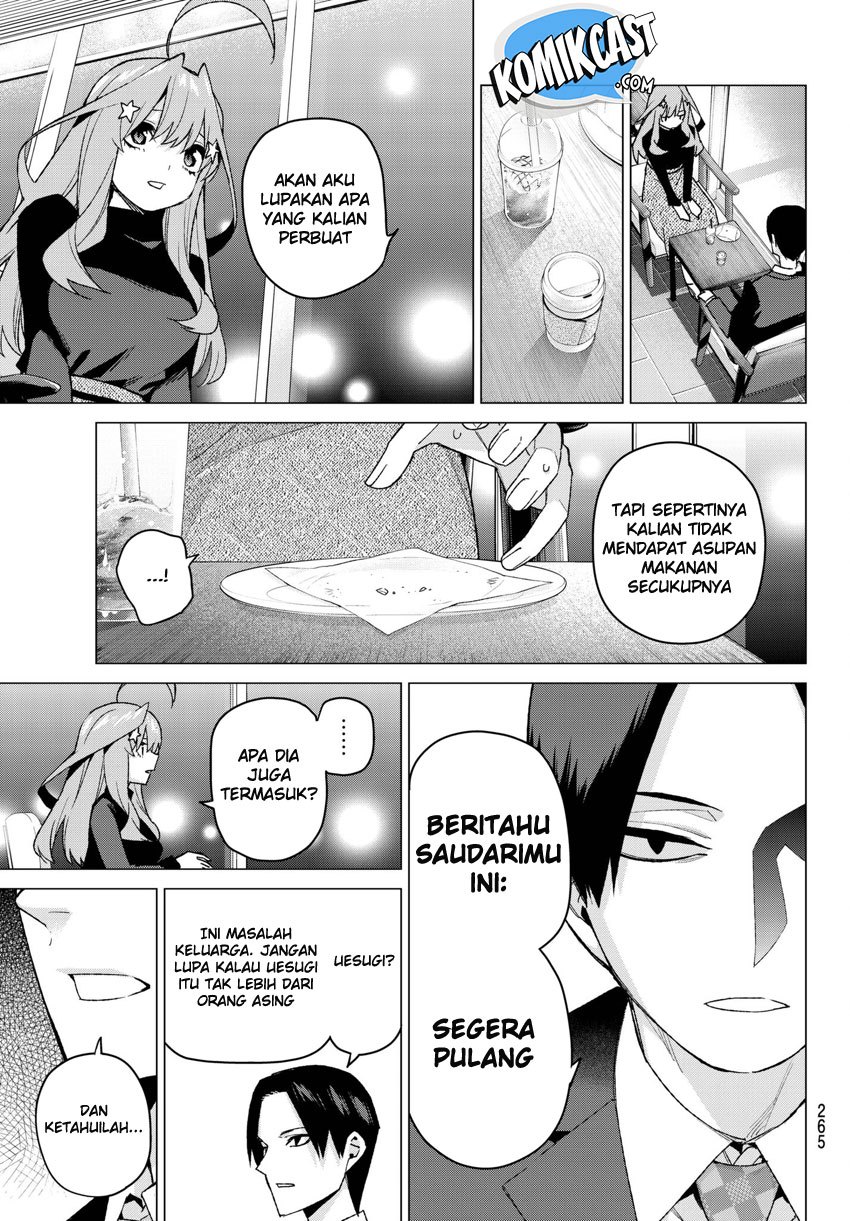 KOMIKCAST
.COM
AKAN AKU
LUPAKAN APA
YANG KALIAN
PERBUAT
TAPI SEPERTINYA
KALIAN TIDAK
MENDAPAT ASUPAN
MAKANAN
SECUKUPNYA
...!
BERITAHU
SAUDARIMU
INI:
SEGERA
PULANG
......
APA DIA
JUGA
TERMASUK?
UESUGI?
INI MASALAH
KELUARGA. JANGAN
LUPA KALAU UESUGI
ITU TAK LEBIH DARI
ORANG ASING
DAN
KETAHUILAH...
265